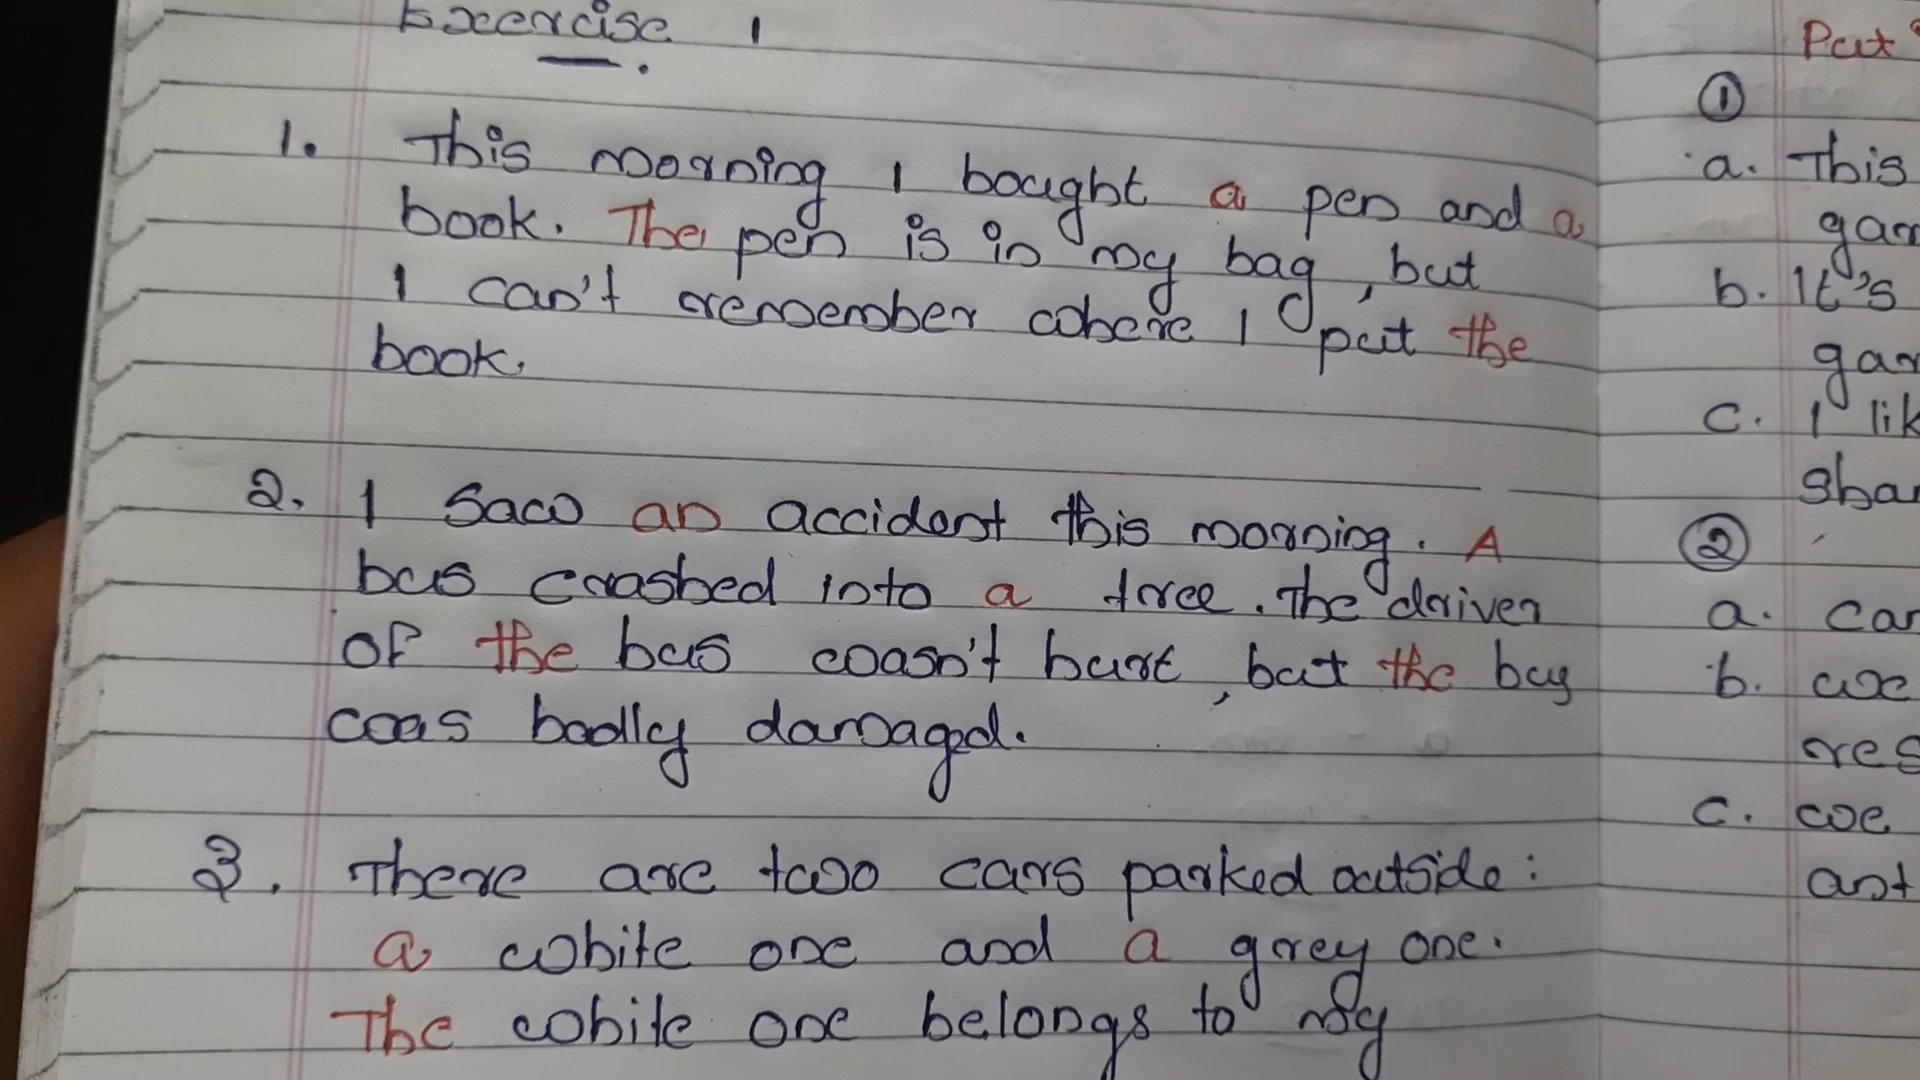 Exercise 1
1. This morning I bought a pen and a
book. The pen is in my bag, but
I can't remember where I put the
book.
2. I saw an accident this morning. A
bus crashed into a tree. The driver
of the bus wasn't hurt, but the bus
was badly damaged.
3. There are two cars parked outside:
a white one and a grey one.
The white one belongs to my
Put
①
a. This
b. It's
c. I
②
a.
b. we
c. we